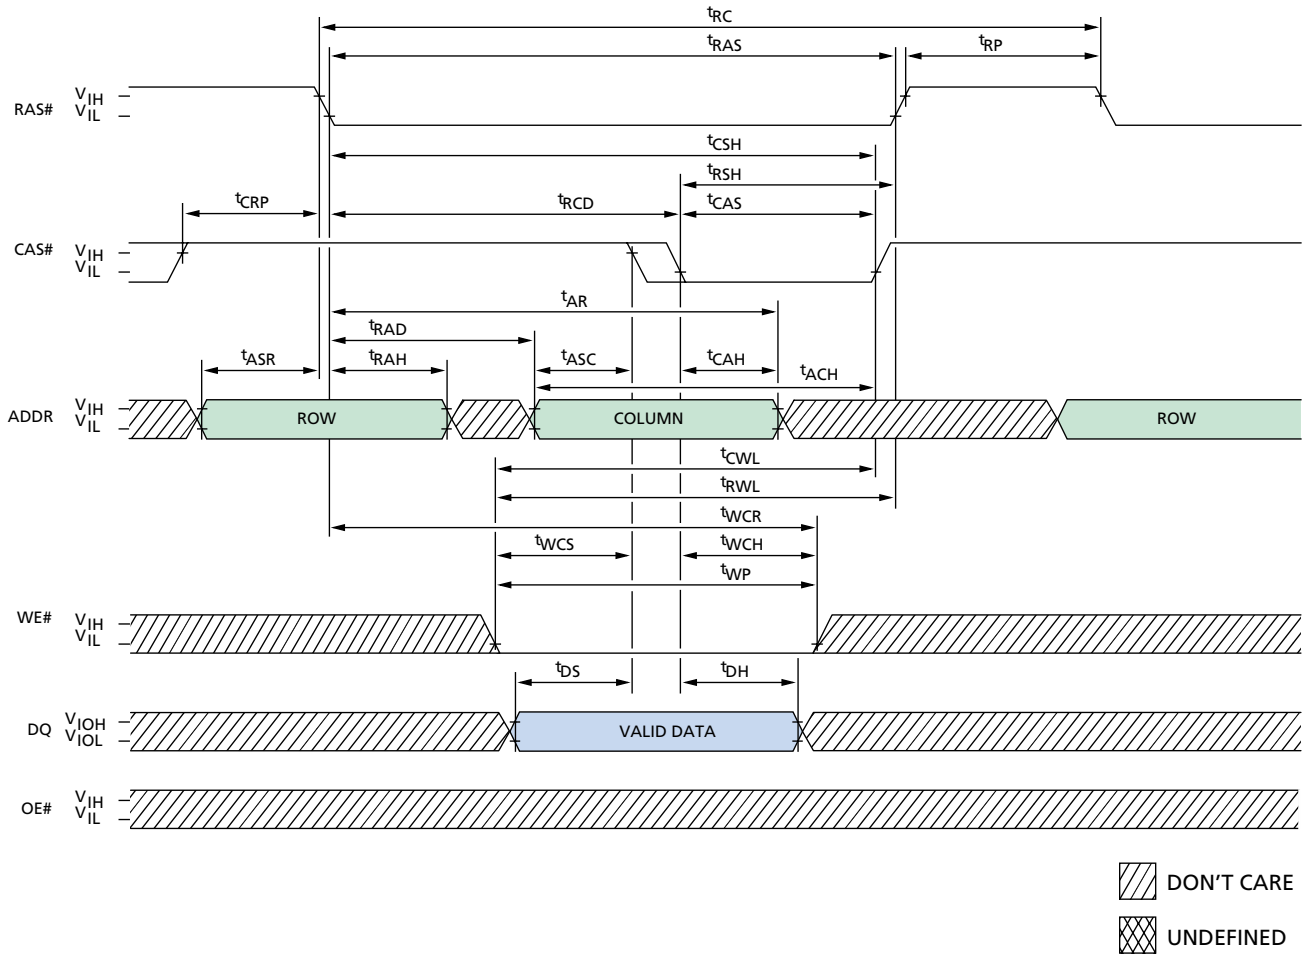 tRC
tRAS
tRP
RAS#
VIH
VIL
tCSH
tRSH
tCRP
tRCD
tCAS
CAS#
VIH
VIL
tAR
tRAD
tASR
tRAH
tASC
tCAH
tACH
ADDR
VIH
VIL
ROW
COLUMN
ROW
tCWL
tRWL
tWCR
tWCS
tWCH
tWP
WE#
VIH
VIL
tDS
tDH
DQ
VIOH
VIOL
VALID DATA
OE#
VIH
VIL
DON'T CARE
UNDEFINED